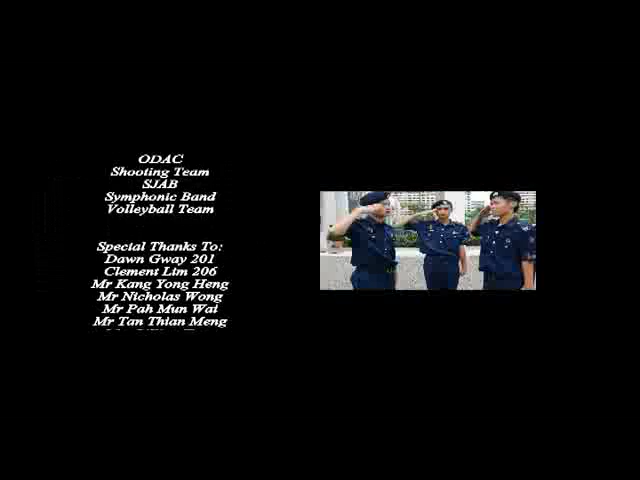 ODAC
Shooting Team
SJAB
Symphonic Band
Volleyball Team
Special Thanks To:
Dawn Gway 201
Clement Lim 206
Mr Kang Yong Heng
Mr Nicholas Wong
Mr Pah Mun Wai
Mr Tan Thian Meng